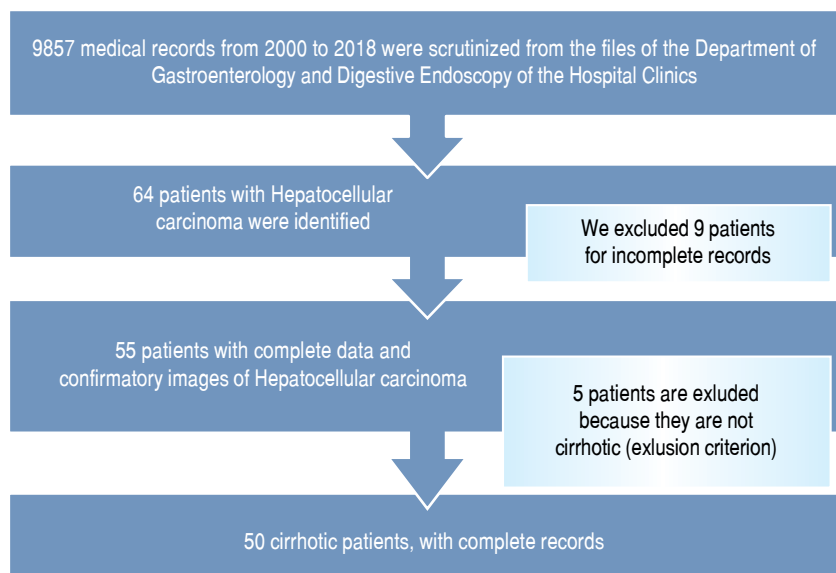 9857 medical records from 2000 to 2018 were scrutinized from the files of the Department of
Gastroenterology and Digestive Endoscopy of the Hospital Clinics
64 patients with Hepatocellular
carcinoma were identified
We excluded 9 patients
for incomplete records
55 patients with complete data and
confirmatory images of Hepatocellular carcinoma
5 patients are exluded
because they are not
cirrhotic (exlusion criterion)
50 cirrhotic patients, with complete records